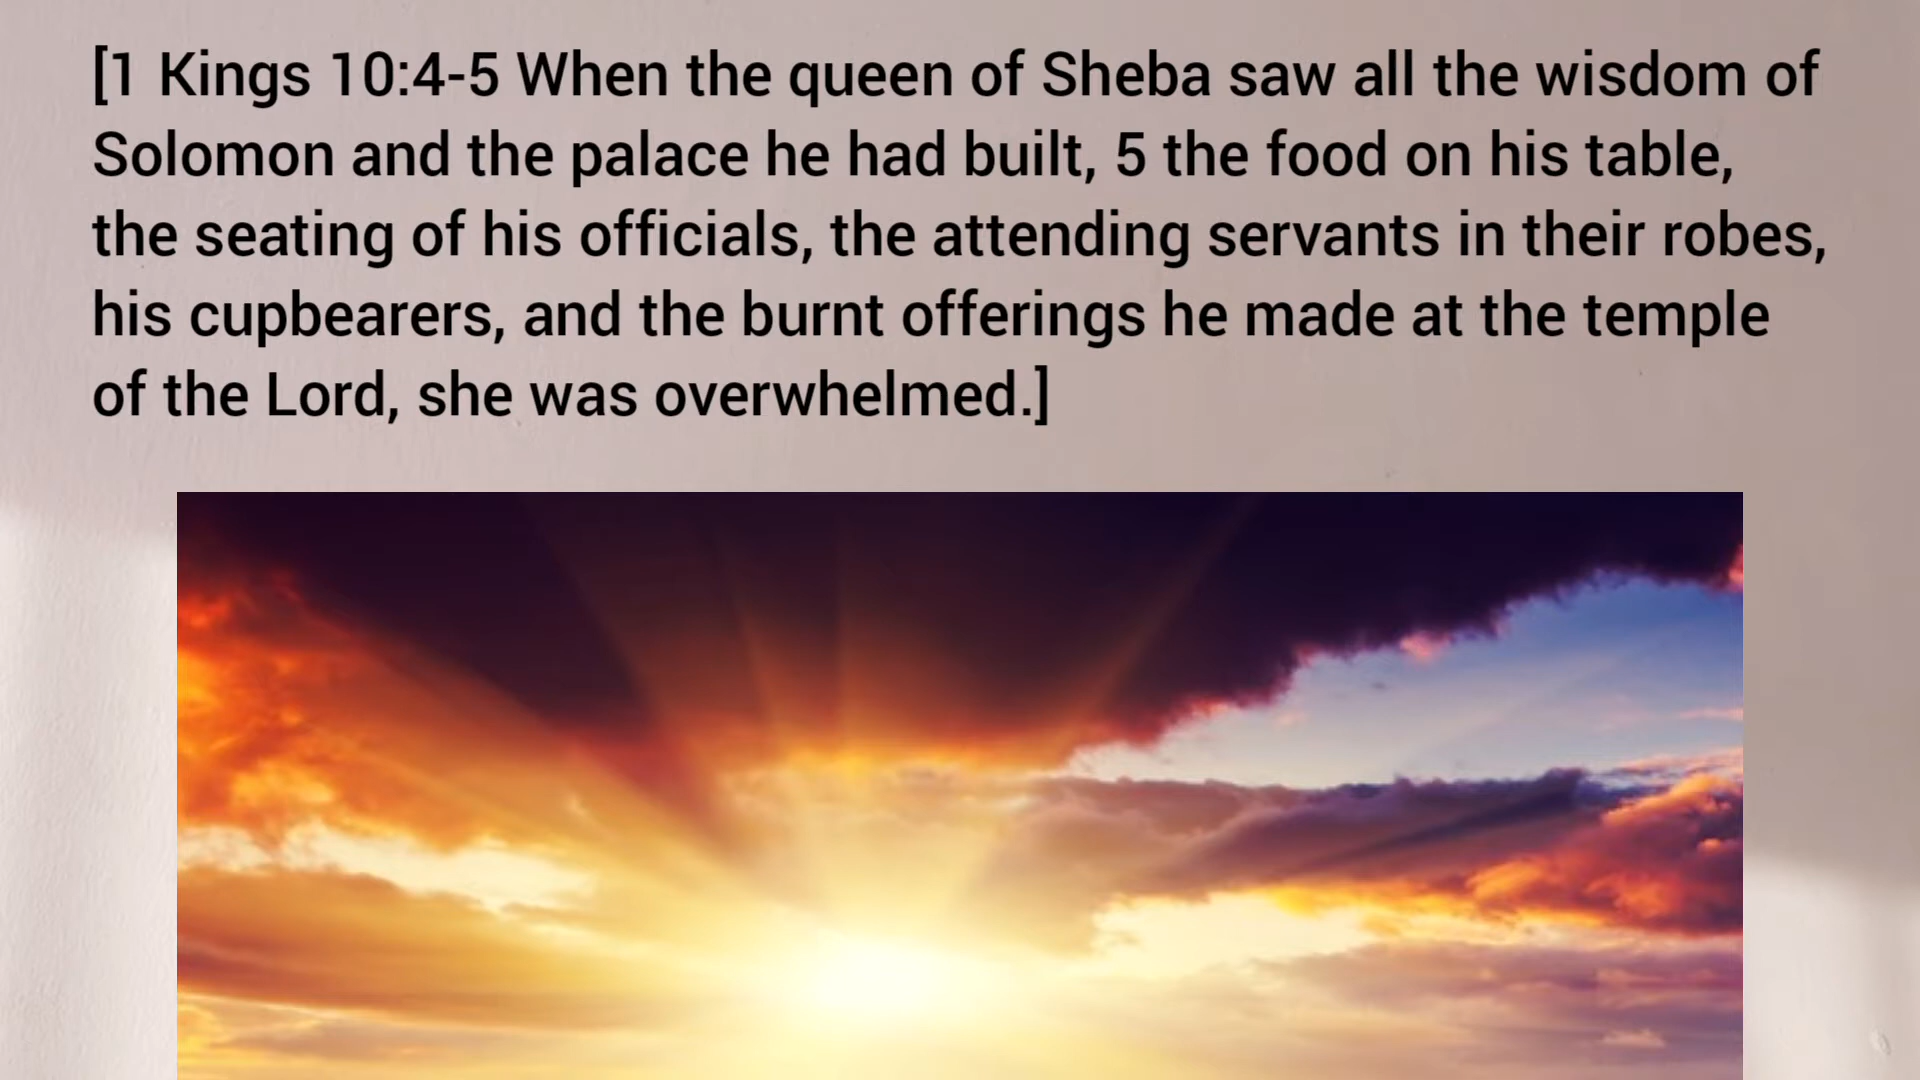 [1 Kings 10:4-5 When the queen of Sheba saw all the wisdom of
Solomon and the palace he had built, 5 the food on his table,
the seating of his officials, the attending servants in their robes,
his cupbearers, and the burnt offerings he made at the temple
of the Lord, she was overwhelmed.]